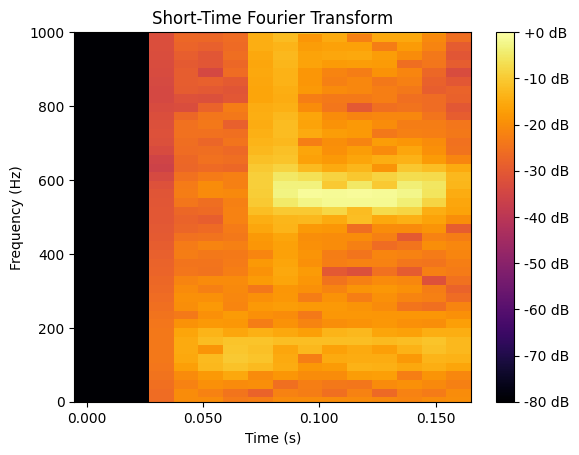 Short-Time Fourier Transform
1000
800
600
400
200
0
Frequency (Hz)
0.000
0.050
0.100
0.150
Time (s)
+0 dB
-10 dB
-20 dB
-30 dB
-40 dB
-50 dB
-60 dB
-70 dB
-80 dB